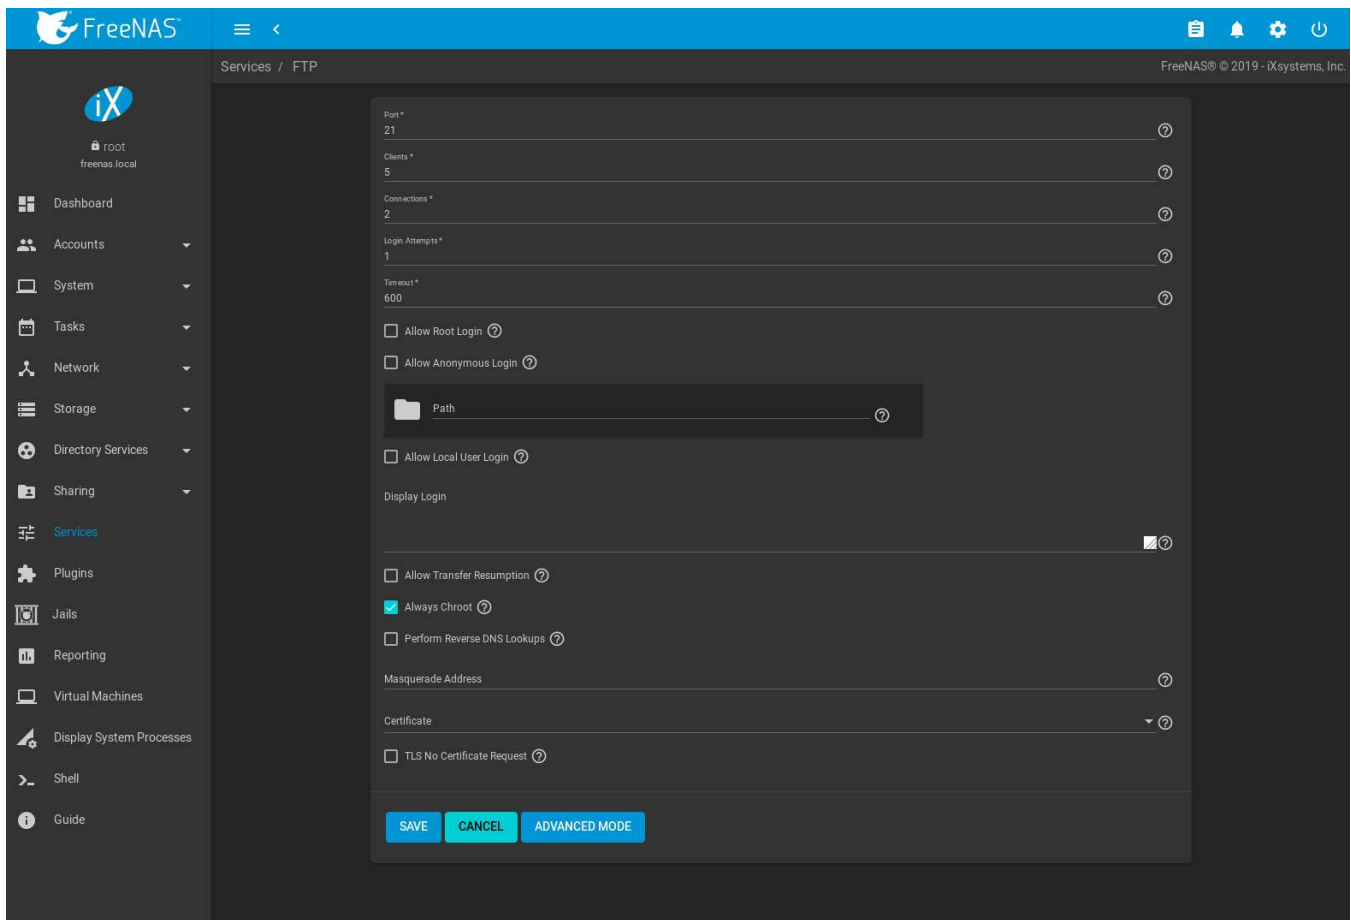 FreeNAS™
Services / FTP
FreeNAS® © 2019 - iXsystems, Inc.
iX
root
freenas.local
Dashboard
Accounts
System
Tasks
Network
Storage
Directory Services
Sharing
Services
Plugins
Jails
Reporting
Virtual Machines
Display System Processes
Shell
Guide
Port *
21
Clients *
5
Connections *
2
Login Attempts *
1
Timeout *
600
Allow Root Login
Allow Anonymous Login
Path
Allow Local User Login
Display Login
Allow Transfer Resumption
Always Chroot
Perform Reverse DNS Lookups
Masquerade Address
Certificate
TLS No Certificate Request
SAVE CANCEL ADVANCED MODE